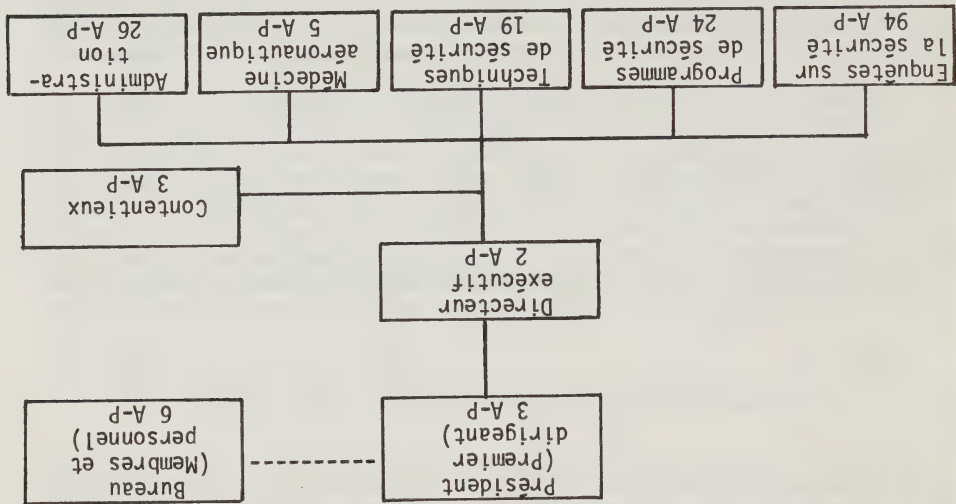 Président
(Premier
dirigeant)
3 A-P
Bureau
(Membres et
personnel)
6 A-P
Directeur
exécutif
2 A-P
Contentieux
3 A-P
Enquêtes sur
la sécurité
94 A-P
Programmes
de sécurité
24 A-P
Techniques
de sécurité
19 A-P
Médecine
aéronautique
5 A-P
Administra-
tion
26 A-P